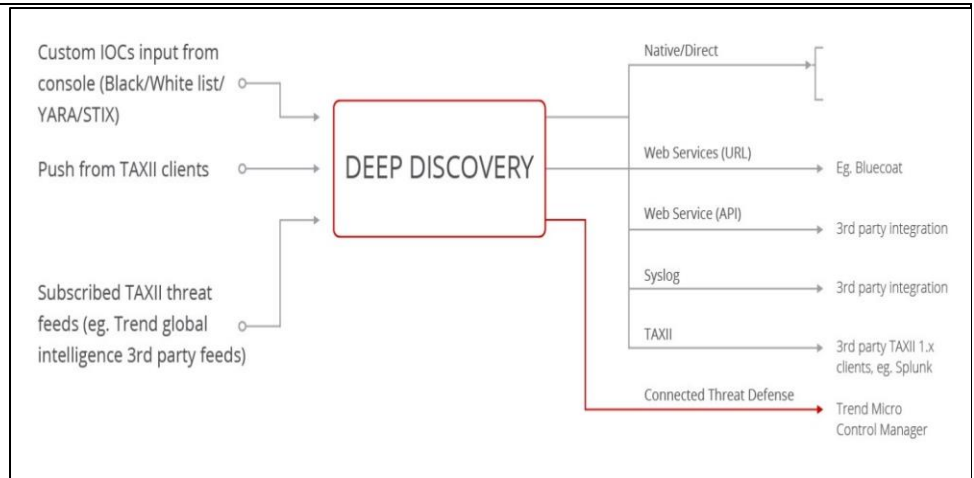 Custom IOCs input from
console (Black/White list/
YARA/STIX)
Push from TAXII clients
Subscribed TAXII threat
feeds (eg. Trend global
intelligence 3rd party feeds)
DEEP DISCOVERY
Native/Direct
Web Services (URL)
Eg. Bluecoat
Web Service (API)
3rd party integration
Syslog
3rd party integration
TAXII
3rd party TAXII 1.x
clients, eg. Splunk
Connected Threat Defense
Trend Micro
Control Manager